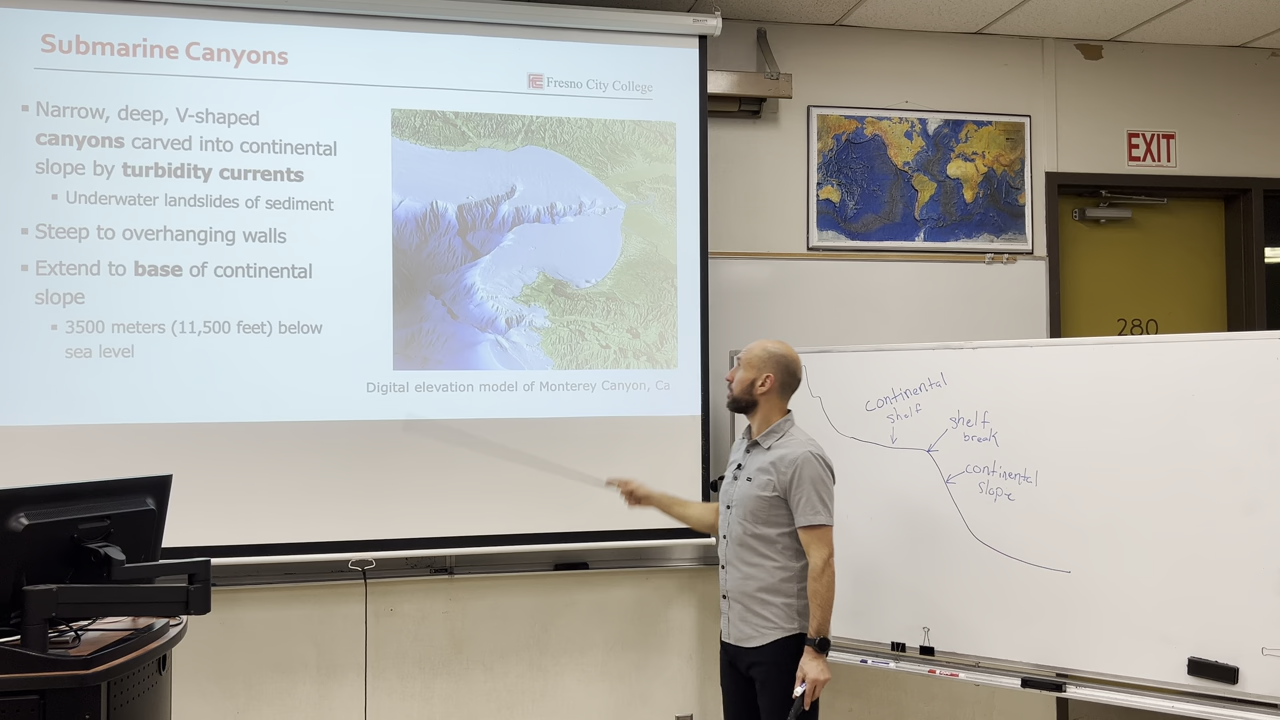 Submarine Canyons
Fresno City College
Narrow, deep, V-shaped
canyons carved into continental
slope by turbidity currents
Underwater landslides of sediment
Steep to overhanging walls
Extend to base of continental
slope
3500 meters (11,500 feet) below
sea level
Digital elevation model of Monterey Canyon, Ca
EXIT
280
continental
shelf
shelf
break
continental
slope